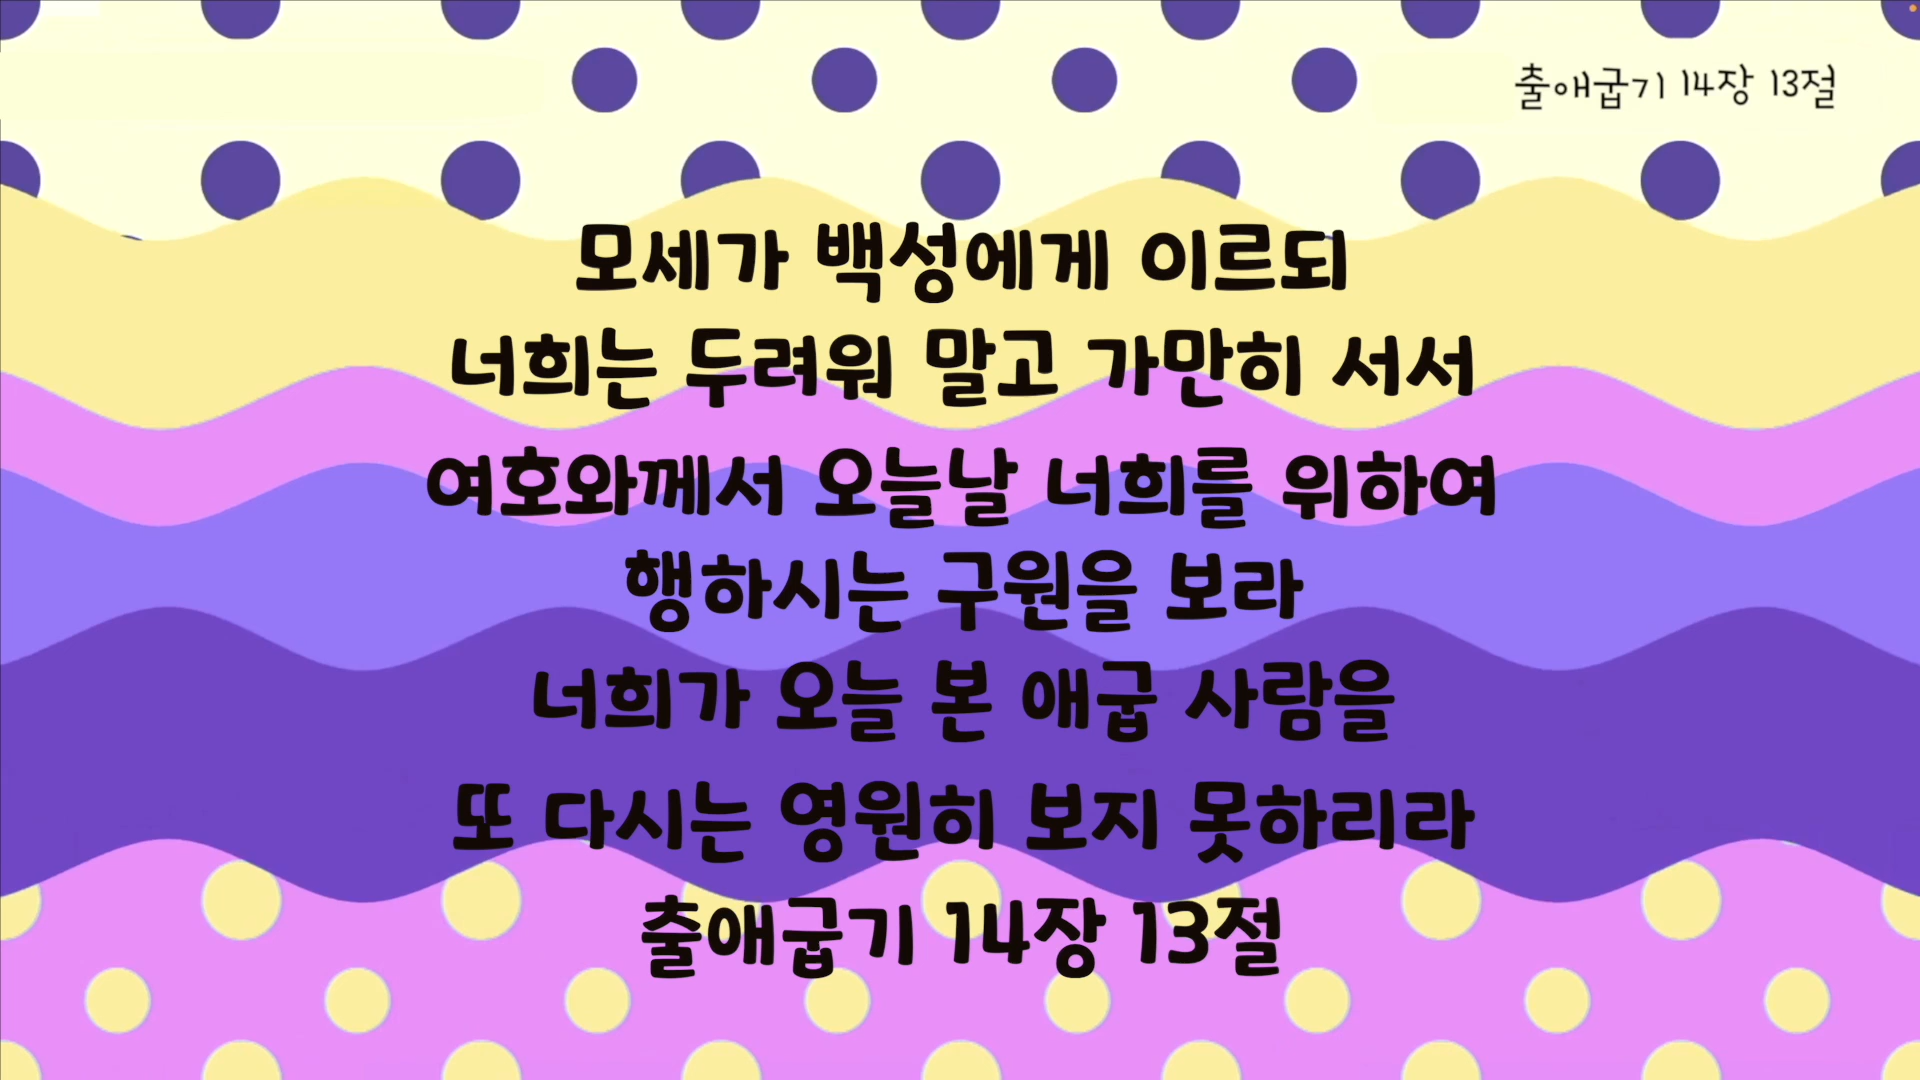 출애굽기 14장 13절
모세가 백성에게 이르되
너희는 두려워 말고 가만히 서서
여호와께서 오늘날 너희를 위하여
행하시는 구원을 보라
너희가 오늘 본 애굽 사람을
또 다시는 영원히 보지 못하리라
출애굽기 14장 13절